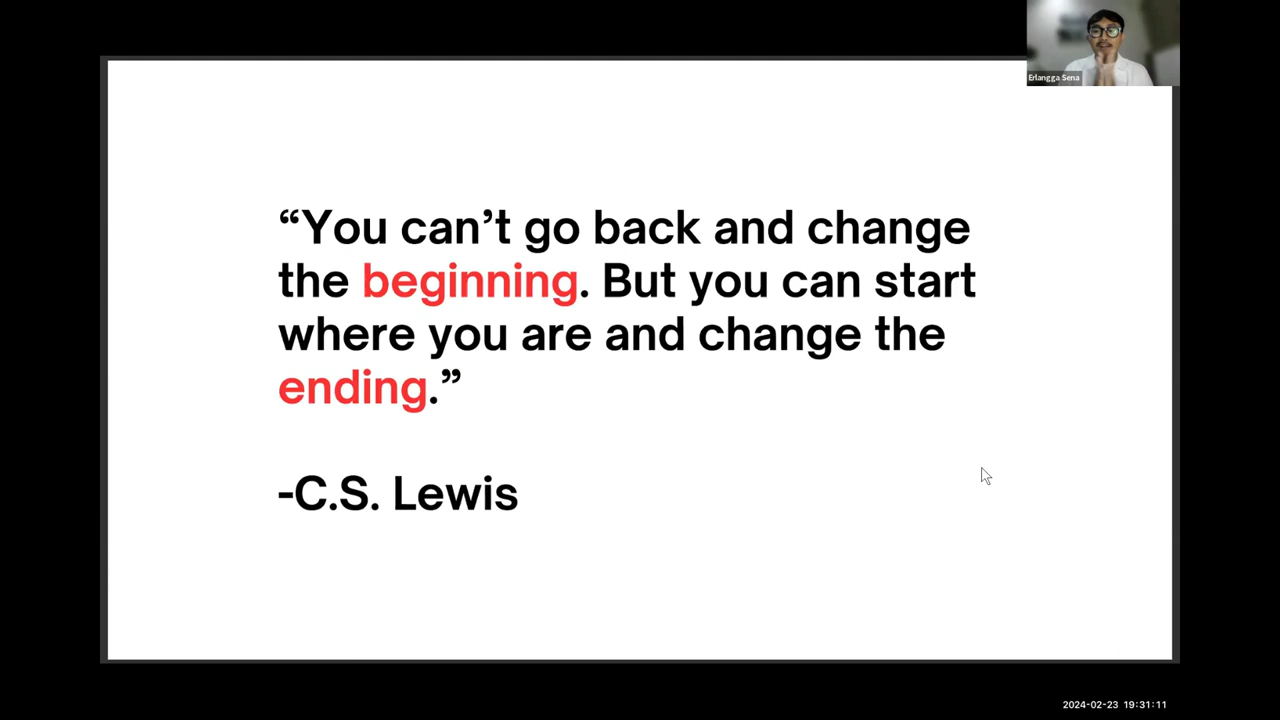 Erlangga Sena
“You can’t go back and change
the beginning. But you can start
where you are and change the
ending.”
-C.S. Lewis
2024-02-23 19:31:11